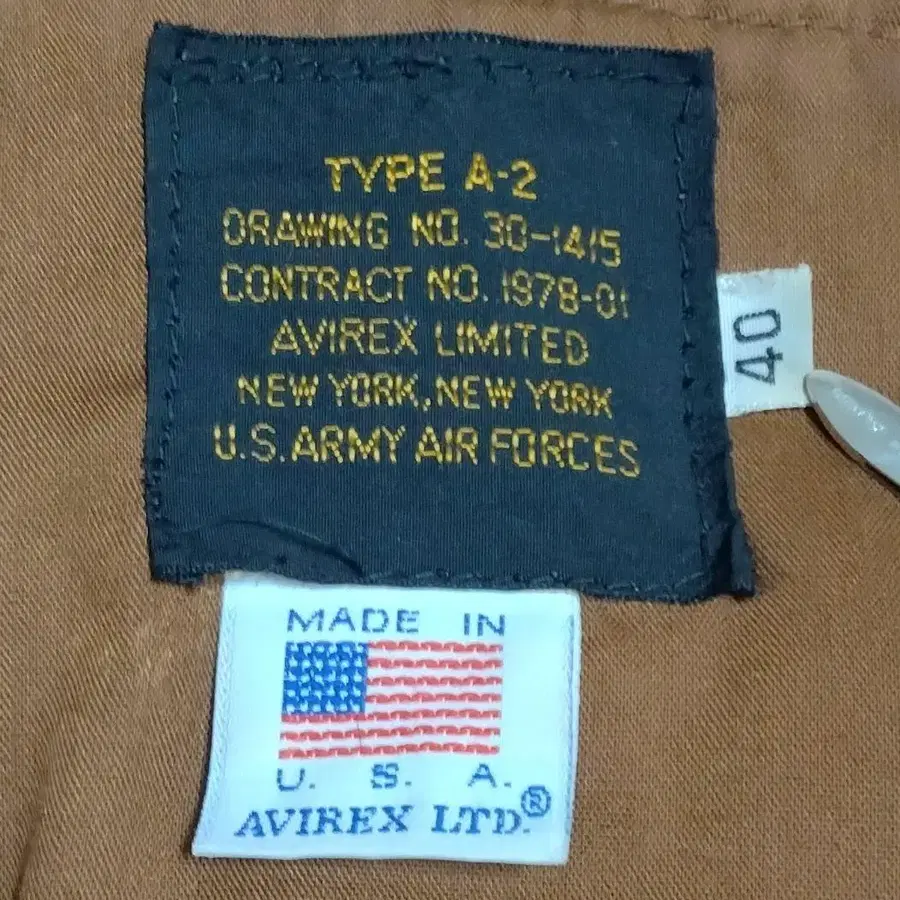 TYPE A-2
DRAWING NO. 30-1415
CONTRACT NO. 1978-01
AVIREX LIMITED
NEW YORK, NEW YORK
U.S. ARMY AIR FORCES
40
MADE IN
U. S. A.
AVIREX LTD.®